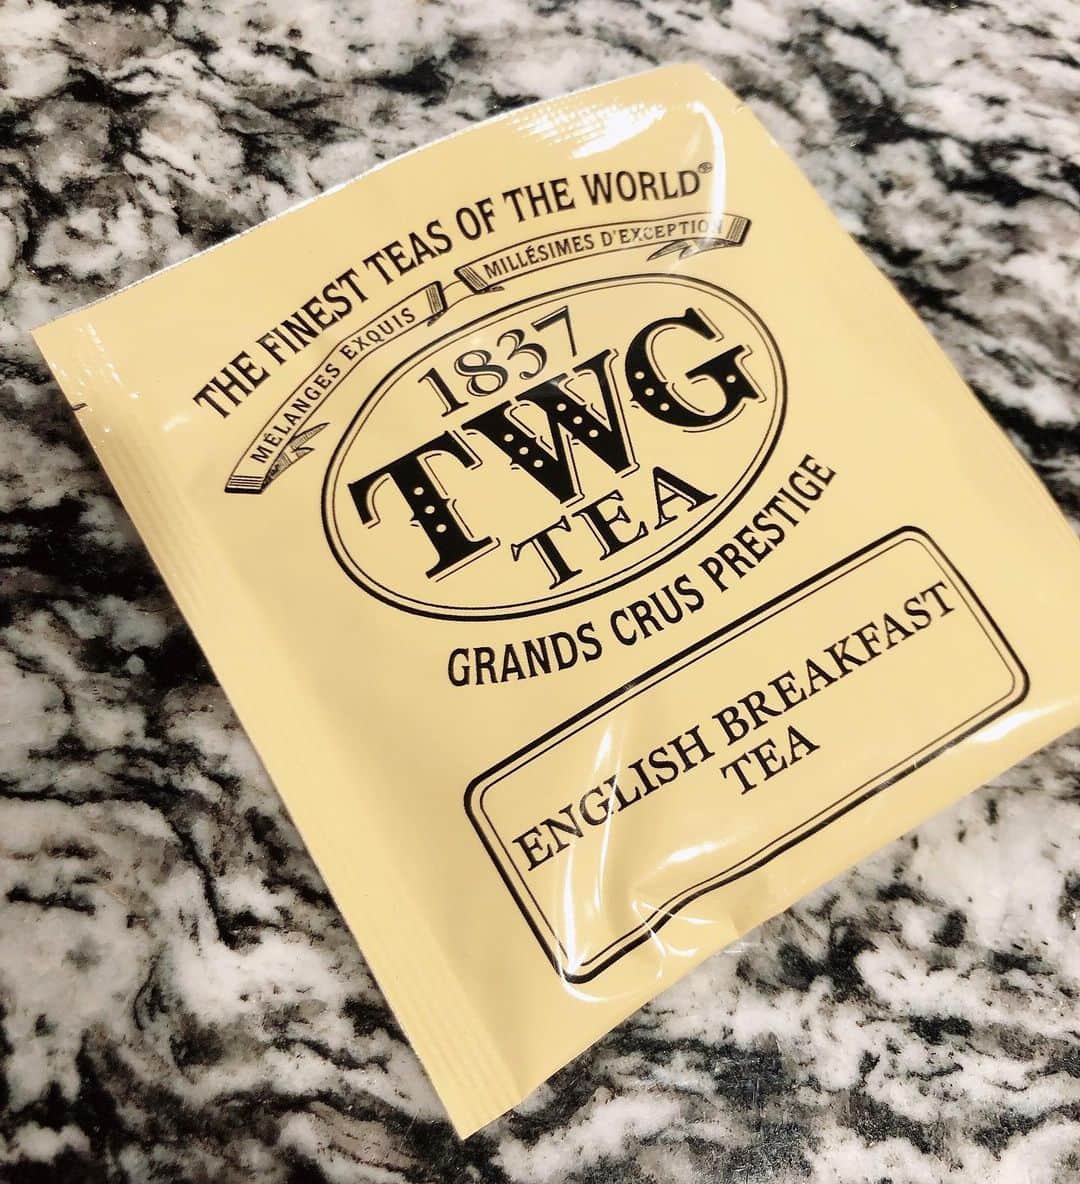 THE FINEST TEAS OF THE WORLD®
MÉLANGES EXQUIS
MILLÉSIMES D'EXCEPTION
1837
TWG
TEA
GRANDS CRUS PRESTIGE
ENGLISH BREAKFAST
TEA